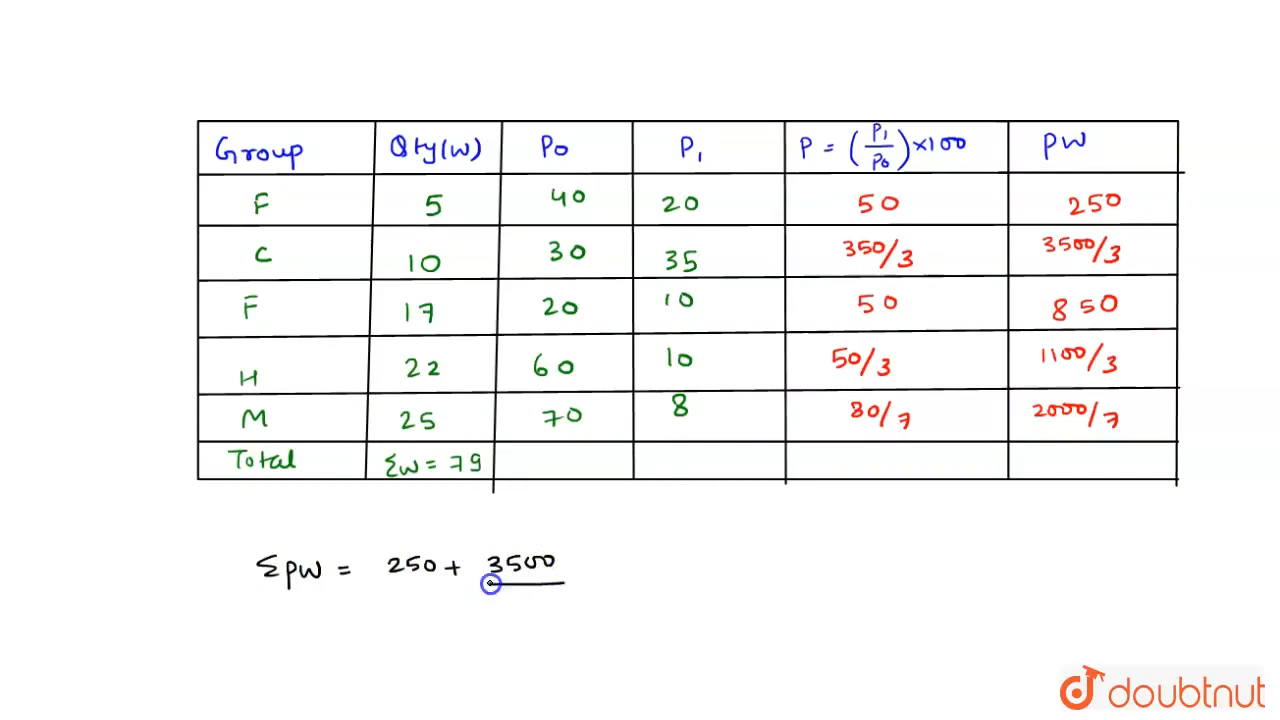 Group Qty(W) P0 P1 P = (P1/P0)×100 PW
F 5 40 20 50 250
C 10 30 35 350/3 3500/3
F 17 20 10 50 850
H 22 60 10 50/3 1100/3
M 25 70 8 80/7 2000/7
Total Σw = 79
ΣPW = 250 + 3500
doubtnut